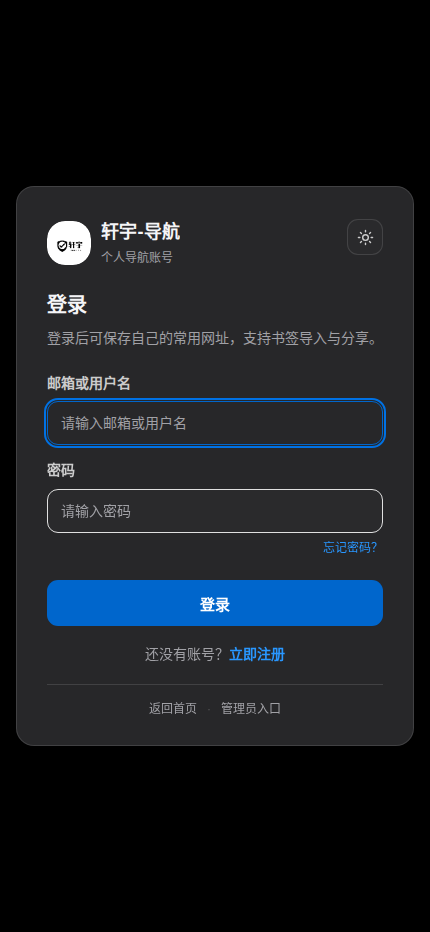 轩宇
轩宇-导航
个人导航账号
登录
登录后可保存自己的常用网址，支持书签导入与分享。
邮箱或用户名
请输入邮箱或用户名
密码
请输入密码
忘记密码？
登录
还没有账号？立即注册
返回首页 · 管理员入口